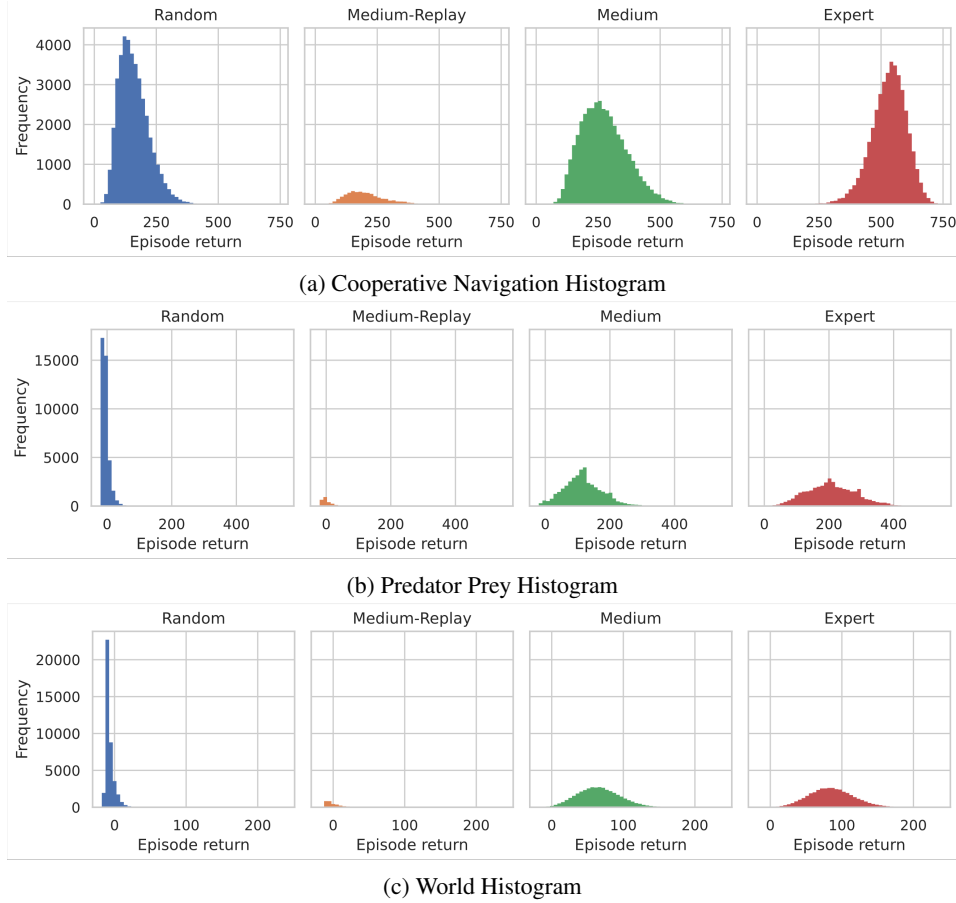 Random Medium-Replay Medium Expert
4000
3000
2000
1000
0
Frequency
0 250 500 750 0 250 500 750 0 250 500 750 0 250 500 750
Episode return Episode return Episode return Episode return
(a) Cooperative Navigation Histogram
Random Medium-Replay Medium Expert
15000
10000
5000
0
Frequency
0 200 400 0 200 400 0 200 400 0 200 400
Episode return Episode return Episode return Episode return
(b) Predator Prey Histogram
Random Medium-Replay Medium Expert
20000
15000
10000
5000
0
Frequency
0 100 200 0 100 200 0 100 200 0 100 200
Episode return Episode return Episode return Episode return
(c) World Histogram